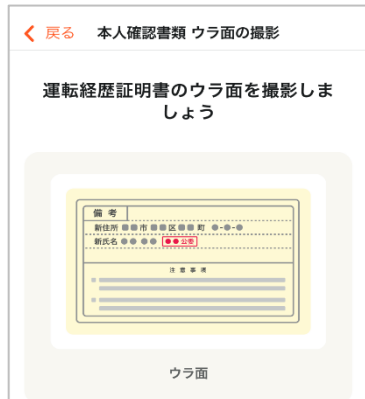 戻る 本人確認書類 ウラ面の撮影
運転経歴証明書のウラ面を撮影しま
しょう
備考
新住所 市 区 町
新氏名 公壱
注意事項
ウラ面